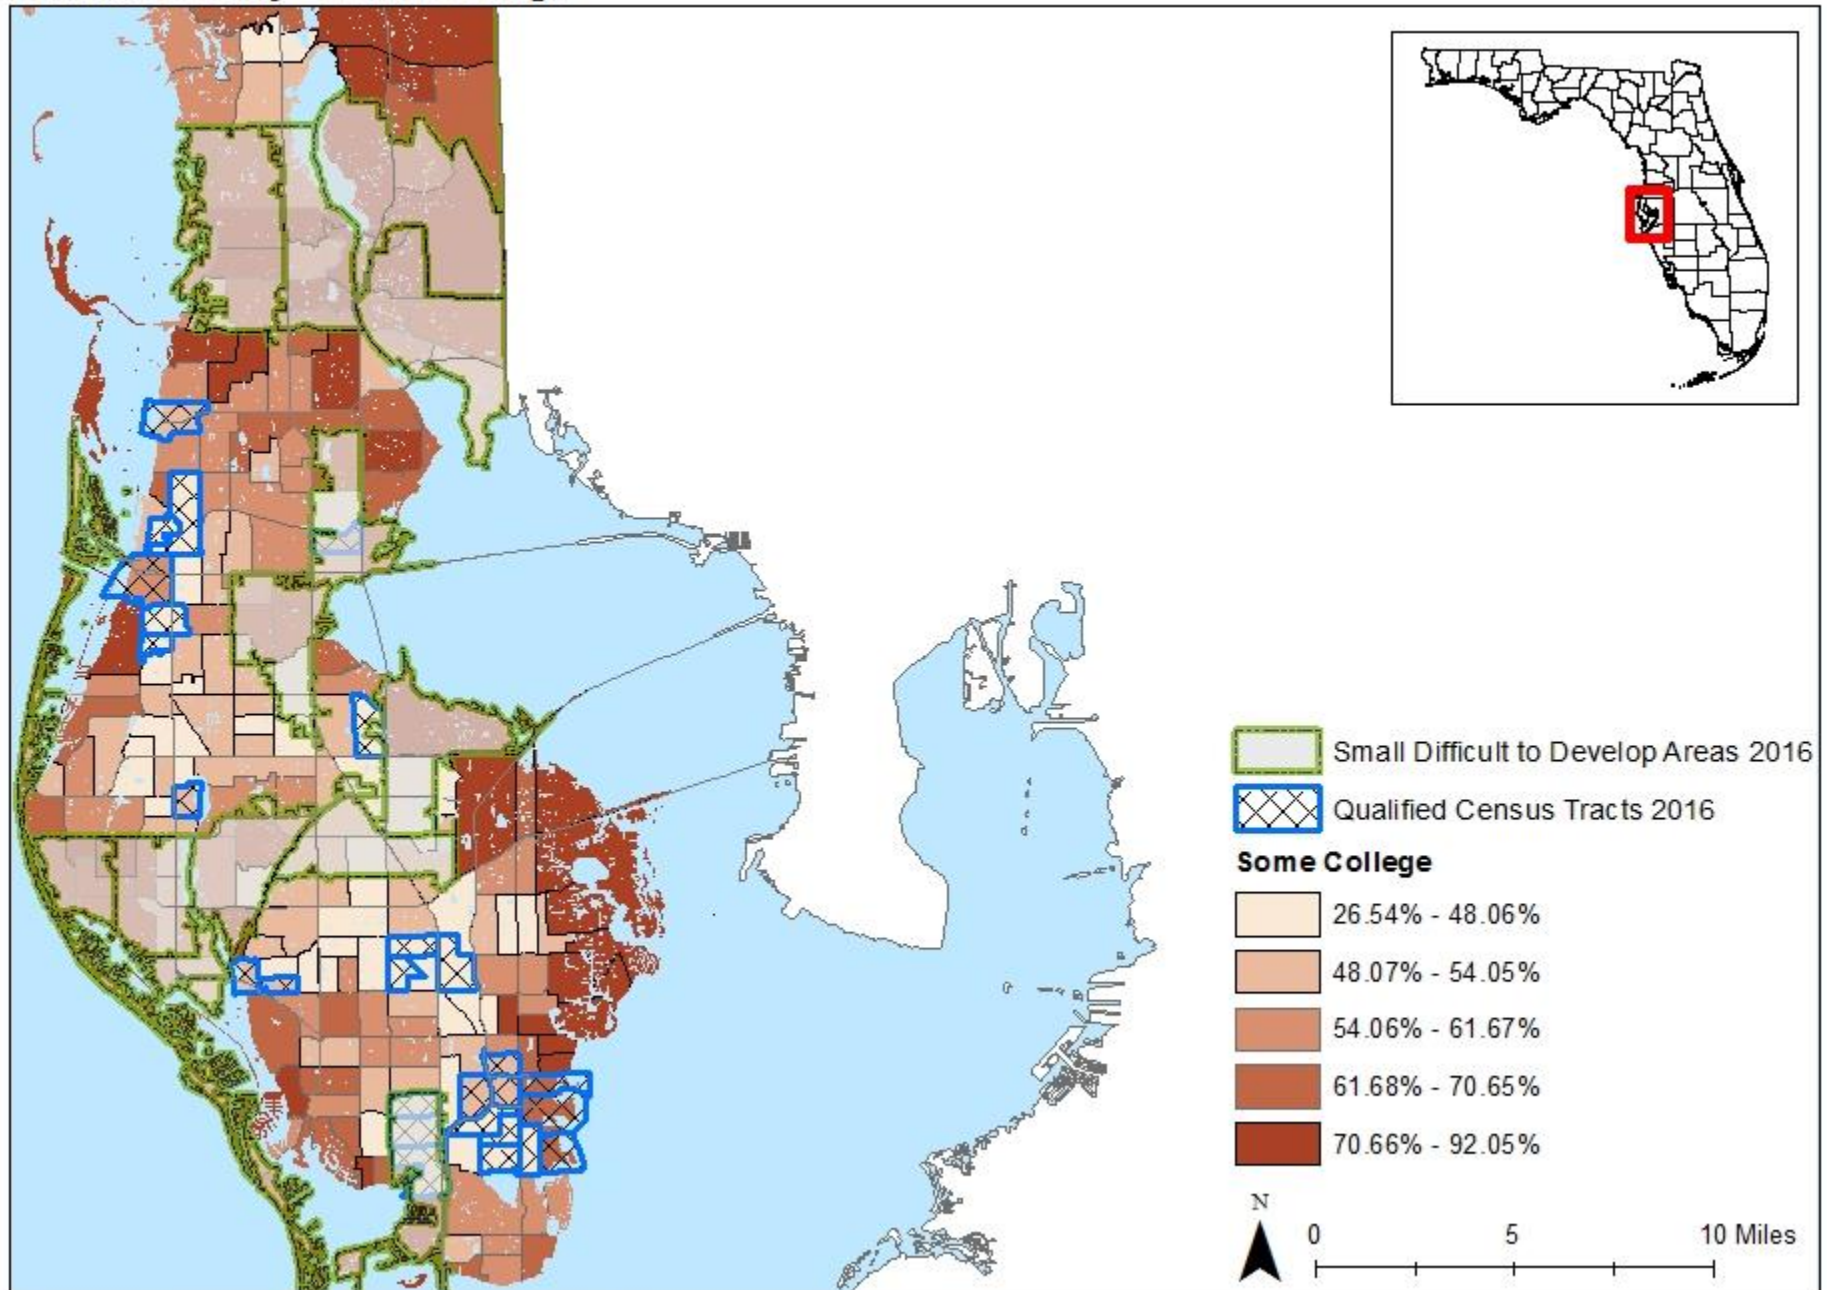 Small Difficult to Develop Areas 2016
Qualified Census Tracts 2016
Some College
26.54% - 48.06%
48.07% - 54.05%
54.06% - 61.67%
61.68% - 70.65%
70.66% - 92.05%
N
0 5 10 Miles